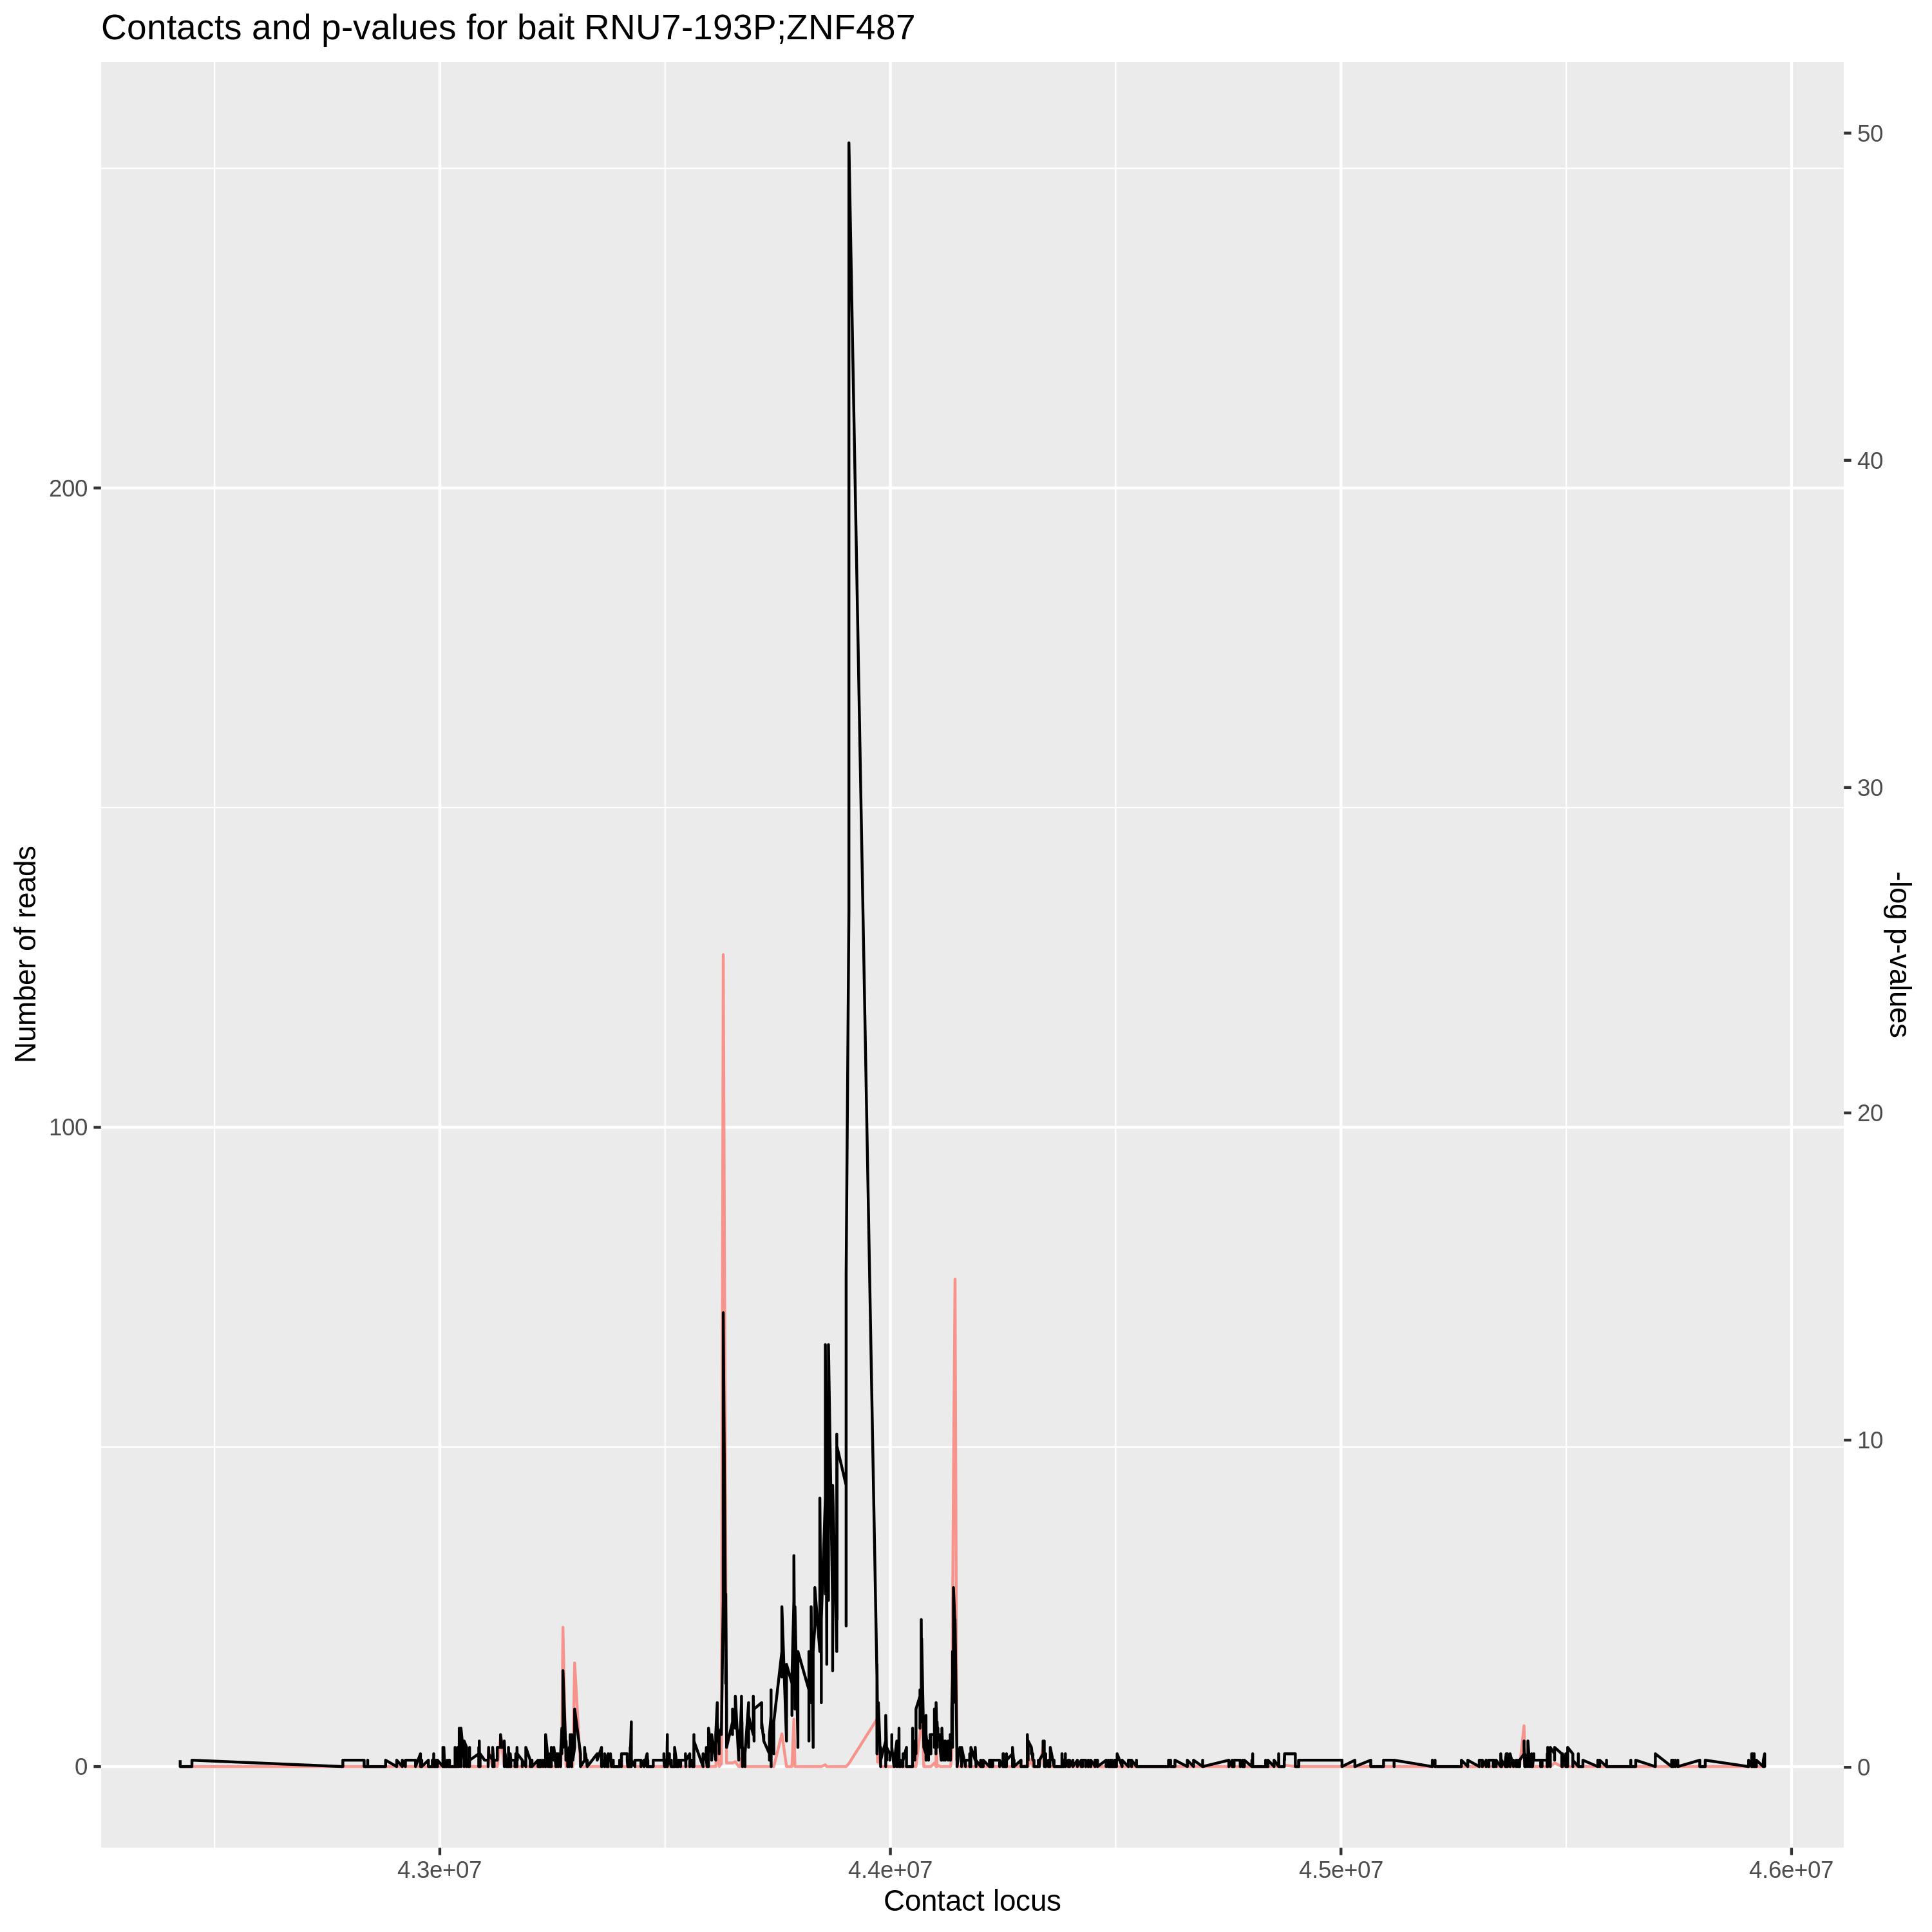 Contacts and p-values for bait RNU7-193P;ZNF487
Number of reads
200
100
0
50
40
30
20
10
0
-log p-values
4.3e+07
4.4e+07
4.5e+07
4.6e+07
Contact locus